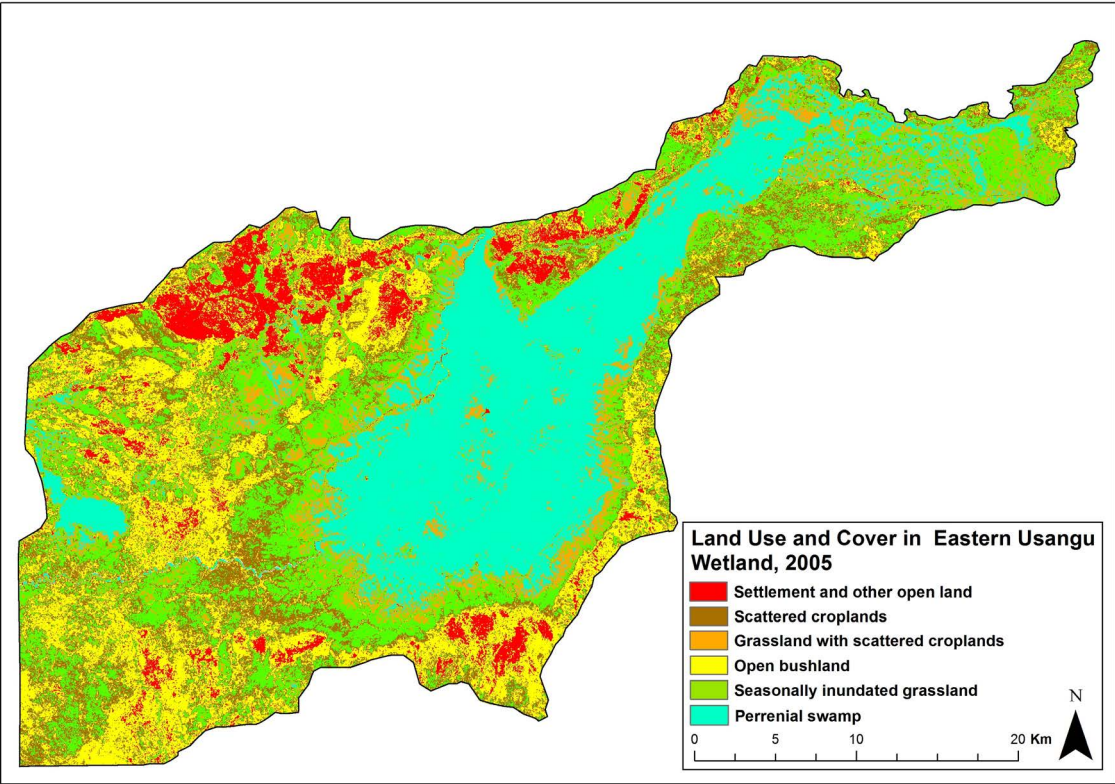 Land Use and Cover in Eastern Usangu
Wetland, 2005
Settlement and other open land
Scattered croplands
Grassland with scattered croplands
Open bushland
Seasonally inundated grassland
Perrenial swamp
N
0 5 10 20 Km